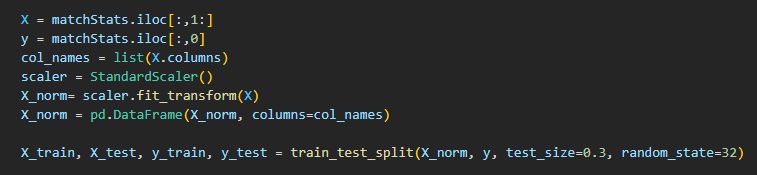 X = matchStats.iloc[:,1:]
y = matchStats.iloc[:,0]
col_names = list(X.columns)
scaler = StandardScaler()
X_norm= scaler.fit_transform(X)
X_norm = pd.DataFrame(X_norm, columns=col_names)
X_train, X_test, y_train, y_test = train_test_split(X_norm, y, test_size=0.3, random_state=32)